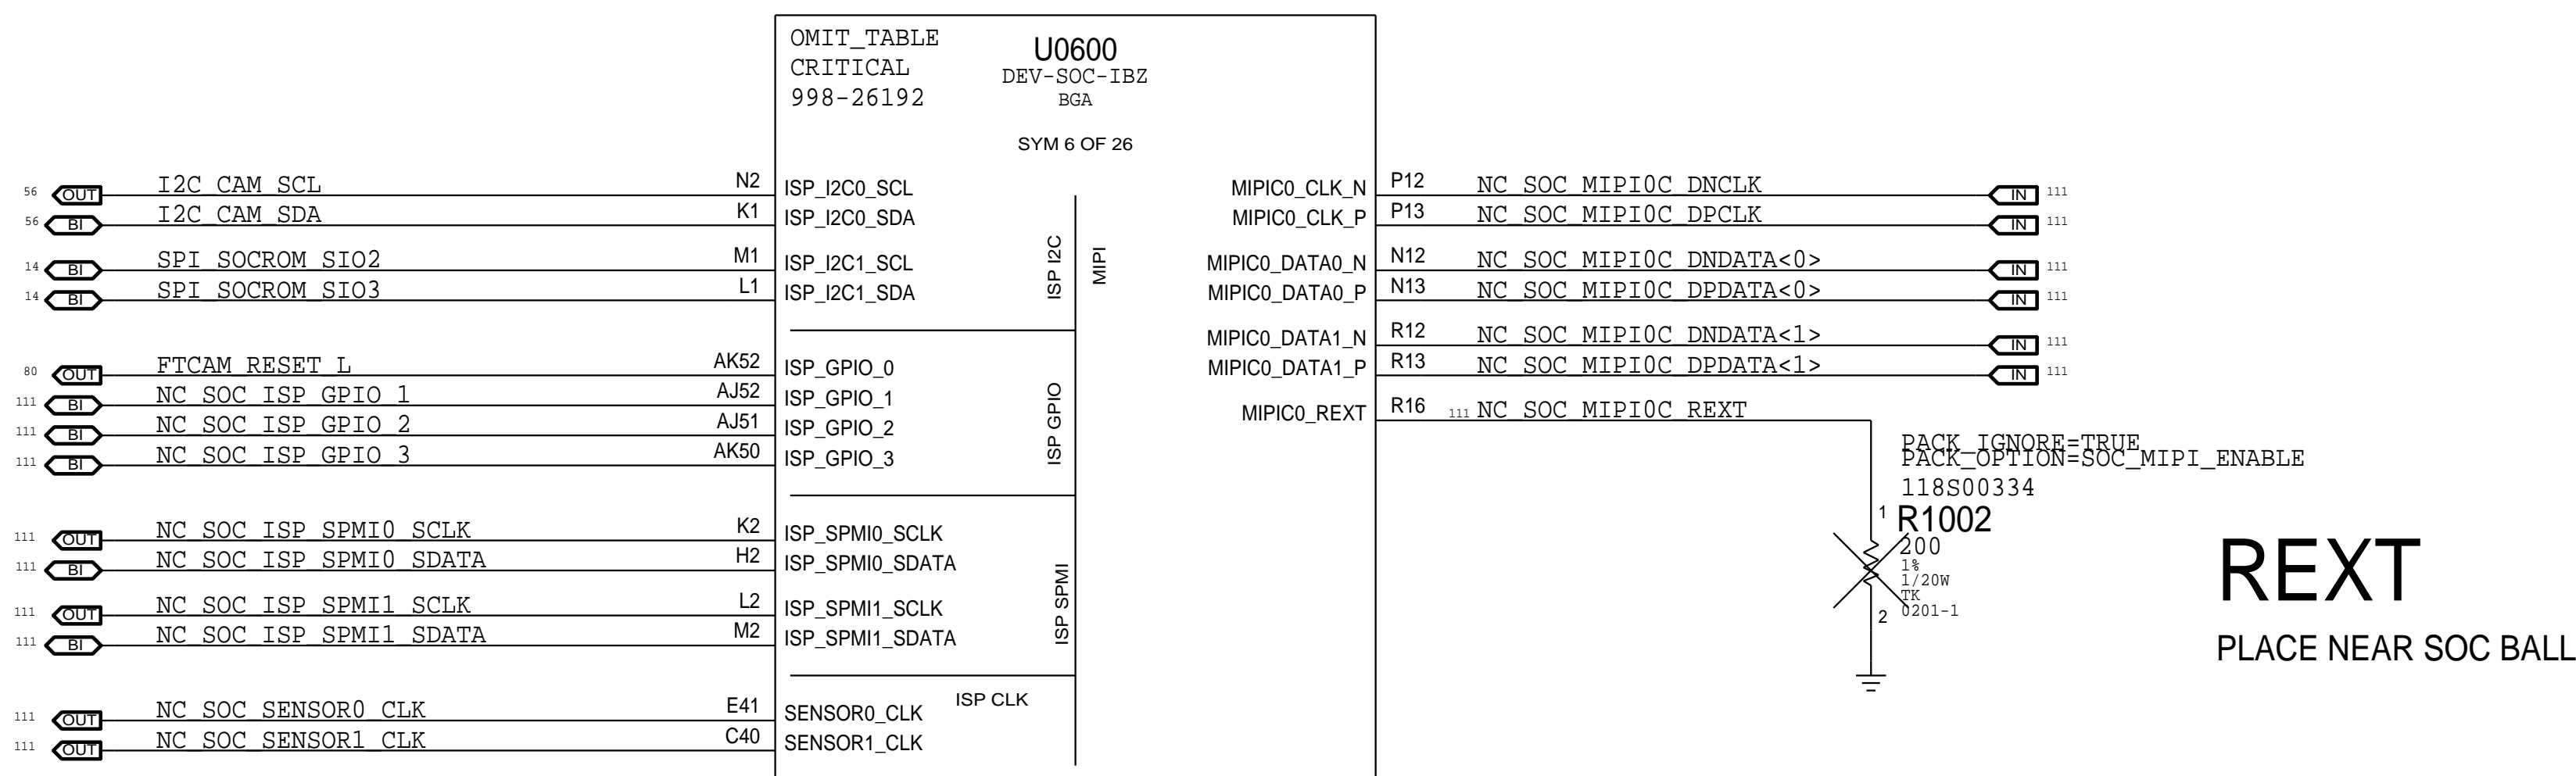 OMIT_TABLE
CRITICAL
998-26192
U0600
DEV-SOC-IBZ
BGA
SYM 6 OF 26
56 OUT I2C_CAM_SCL N2 ISP_I2C0_SCL
56 BI I2C_CAM_SDA K1 ISP_I2C0_SDA
14 BI SPI_SOCROM_SIO2 M1 ISP_I2C1_SCL
14 BI SPI_SOCROM_SIO3 L1 ISP_I2C1_SDA
ISP I2C
MIPI
80 OUT FTCAM_RESET_L AK52 ISP_GPIO_0
111 BI NC_SOC_ISP_GPIO_1 AJ52 ISP_GPIO_1
111 BI NC_SOC_ISP_GPIO_2 AJ51 ISP_GPIO_2
111 BI NC_SOC_ISP_GPIO_3 AK50 ISP_GPIO_3
ISP GPIO
111 OUT NC_SOC_ISP_SPMI0_SCLK K2 ISP_SPMI0_SCLK
111 BI NC_SOC_ISP_SPMI0_SDATA H2 ISP_SPMI0_SDATA
111 OUT NC_SOC_ISP_SPMI1_SCLK L2 ISP_SPMI1_SCLK
111 BI NC_SOC_ISP_SPMI1_SDATA M2 ISP_SPMI1_SDATA
ISP SPMI
ISP CLK
111 OUT NC_SOC_SENSOR0_CLK E41 SENSOR0_CLK
111 OUT NC_SOC_SENSOR1_CLK C40 SENSOR1_CLK
MIPIC0_CLK_N P12 NC_SOC_MIPI0C_DNCLK IN 111
MIPIC0_CLK_P P13 NC_SOC_MIPI0C_DPCLK IN 111
MIPIC0_DATA0_N N12 NC_SOC_MIPI0C_DNDATA<0> IN 111
MIPIC0_DATA0_P N13 NC_SOC_MIPI0C_DPDATA<0> IN 111
MIPIC0_DATA1_N R12 NC_SOC_MIPI0C_DNDATA<1> IN 111
MIPIC0_DATA1_P R13 NC_SOC_MIPI0C_DPDATA<1> IN 111
MIPIC0_REXT R16 111 NC_SOC_MIPI0C_REXT
PACK_IGNORE=TRUE
PACK_OPTION=SOC_MIPI_ENABLE
118S00334
1 R1002
200
1%
1/20W
TK
0201-1
2
REXT
PLACE NEAR SOC BALL